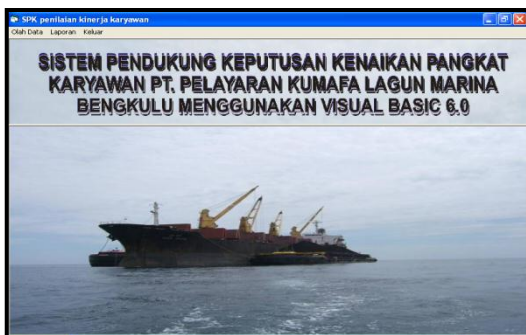 SPK penilaian kinerja karyawan
Olah Data Laporan Keluar
SISTEM PENDUKUNG KEPUTUSAN KENAIKAN PANGKAT
KARYAWAN PT. PELAYARAN KUMAFA LAGUN MARINA
BENGKULU MENGGUNAKAN VISUAL BASIC 6.0